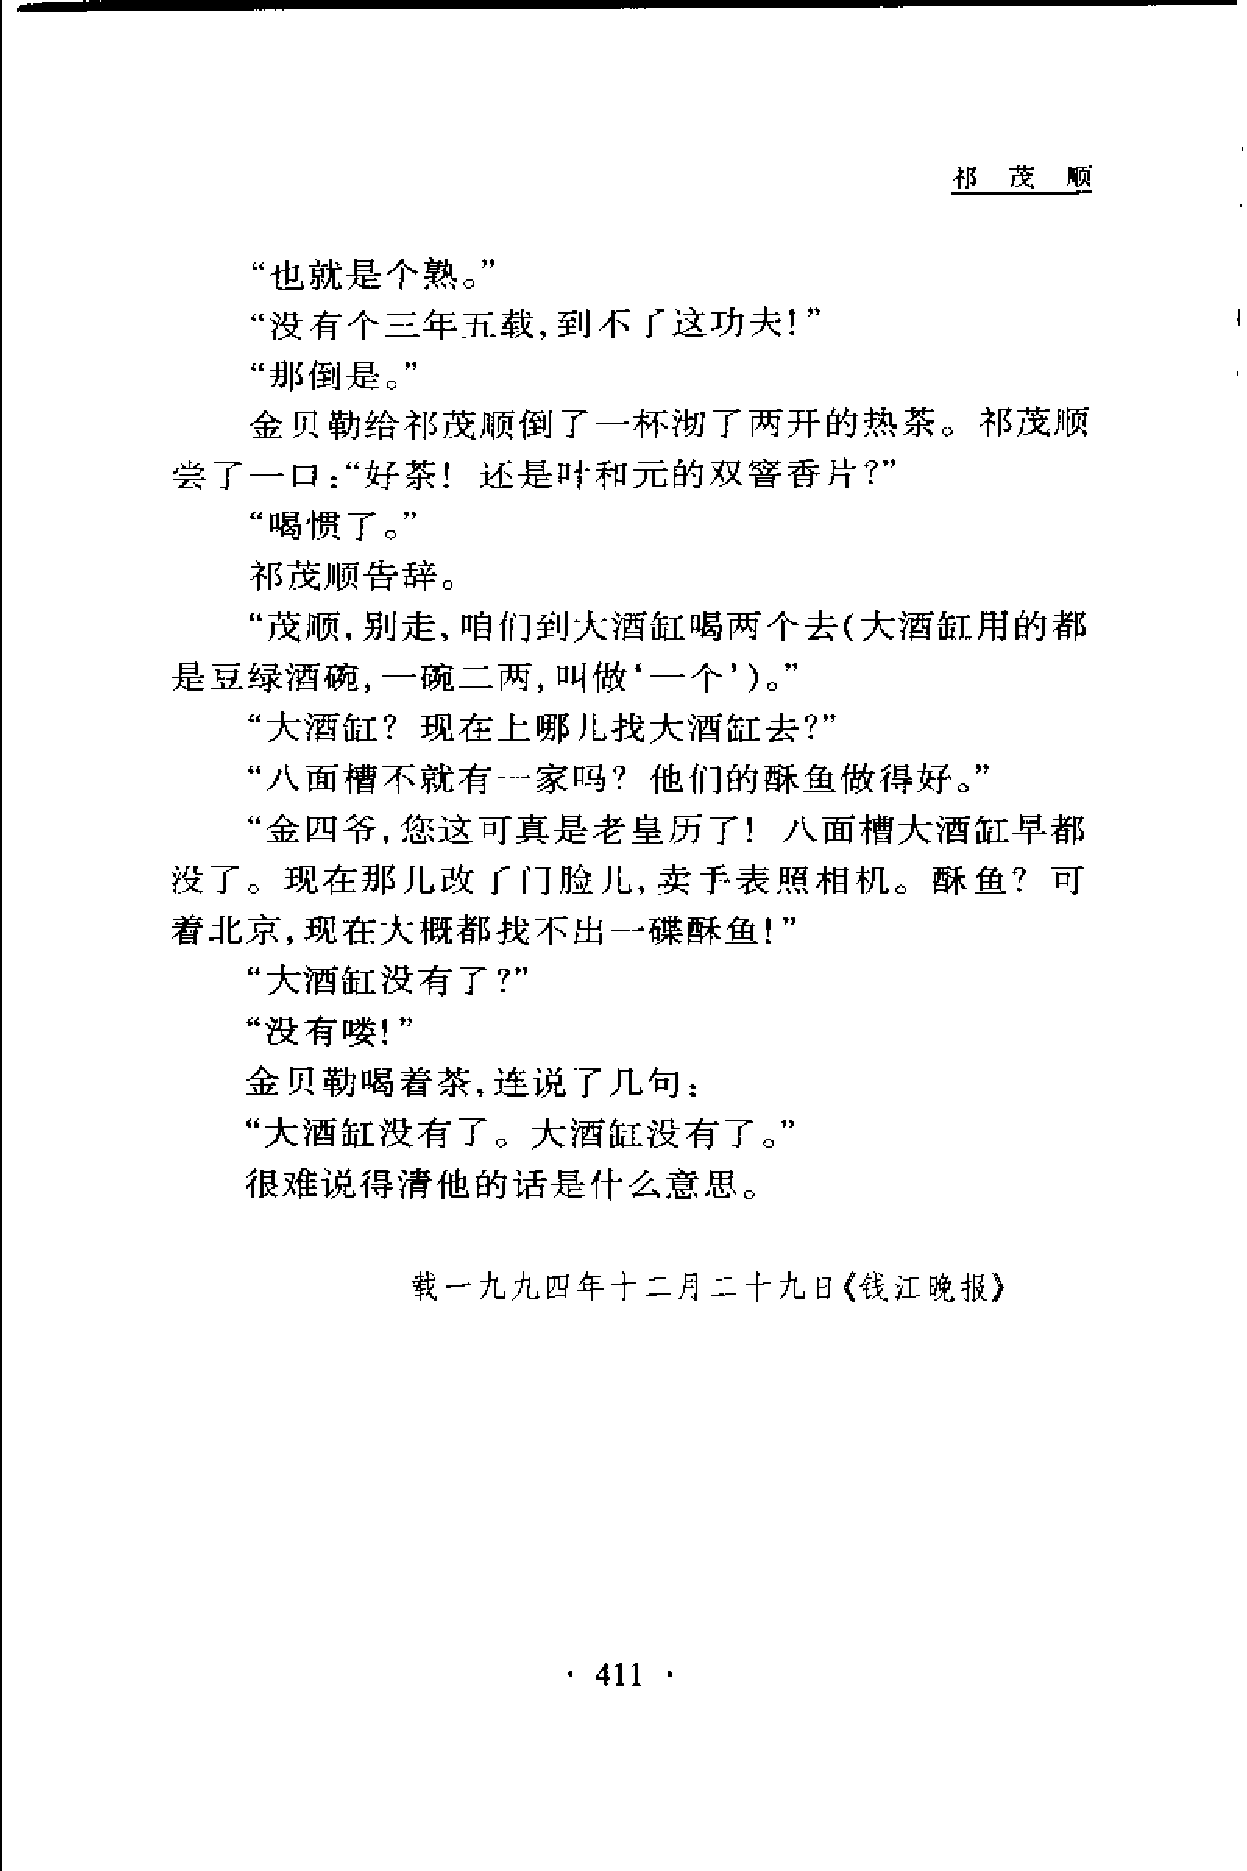 祁茂顺
“也就是个熟。”
“没有个三年五载,到不了这功夫!”
“那倒是。”
金贝勒给祁茂顺倒了一杯沏了两开的热茶。祁茂顺
尝了一口:“好茶! 还是叶和元的双窨香片?”
“喝惯了。”
祁茂顺告辞。
“茂顺,别走、咱们到大酒缸喝两个去(大酒缸用的都
是豆绿酒碗,一碗二两,叫做‘一个’)。”
“大酒缸? 现在上哪儿找大酒缸去?”
“八面槽不就有一家吗? 他们的酥鱼做得好。”
“金四爷,您这可真是老皇历了! 八面槽大酒缸早都
没了。现在那儿改了门脸儿,卖手表照相机。酥鱼? 可
着北京,现在大概都找不出一碟酥鱼!”
“大酒缸没有了?”
“没有喽!”
金贝勒喝着茶,连说了几句:
“大酒缸没有了。大酒缸没有了。”
很难说得清他的话是什么意思。
载一九九四年十二月二十九日《钱江晚报》
· 411 ·